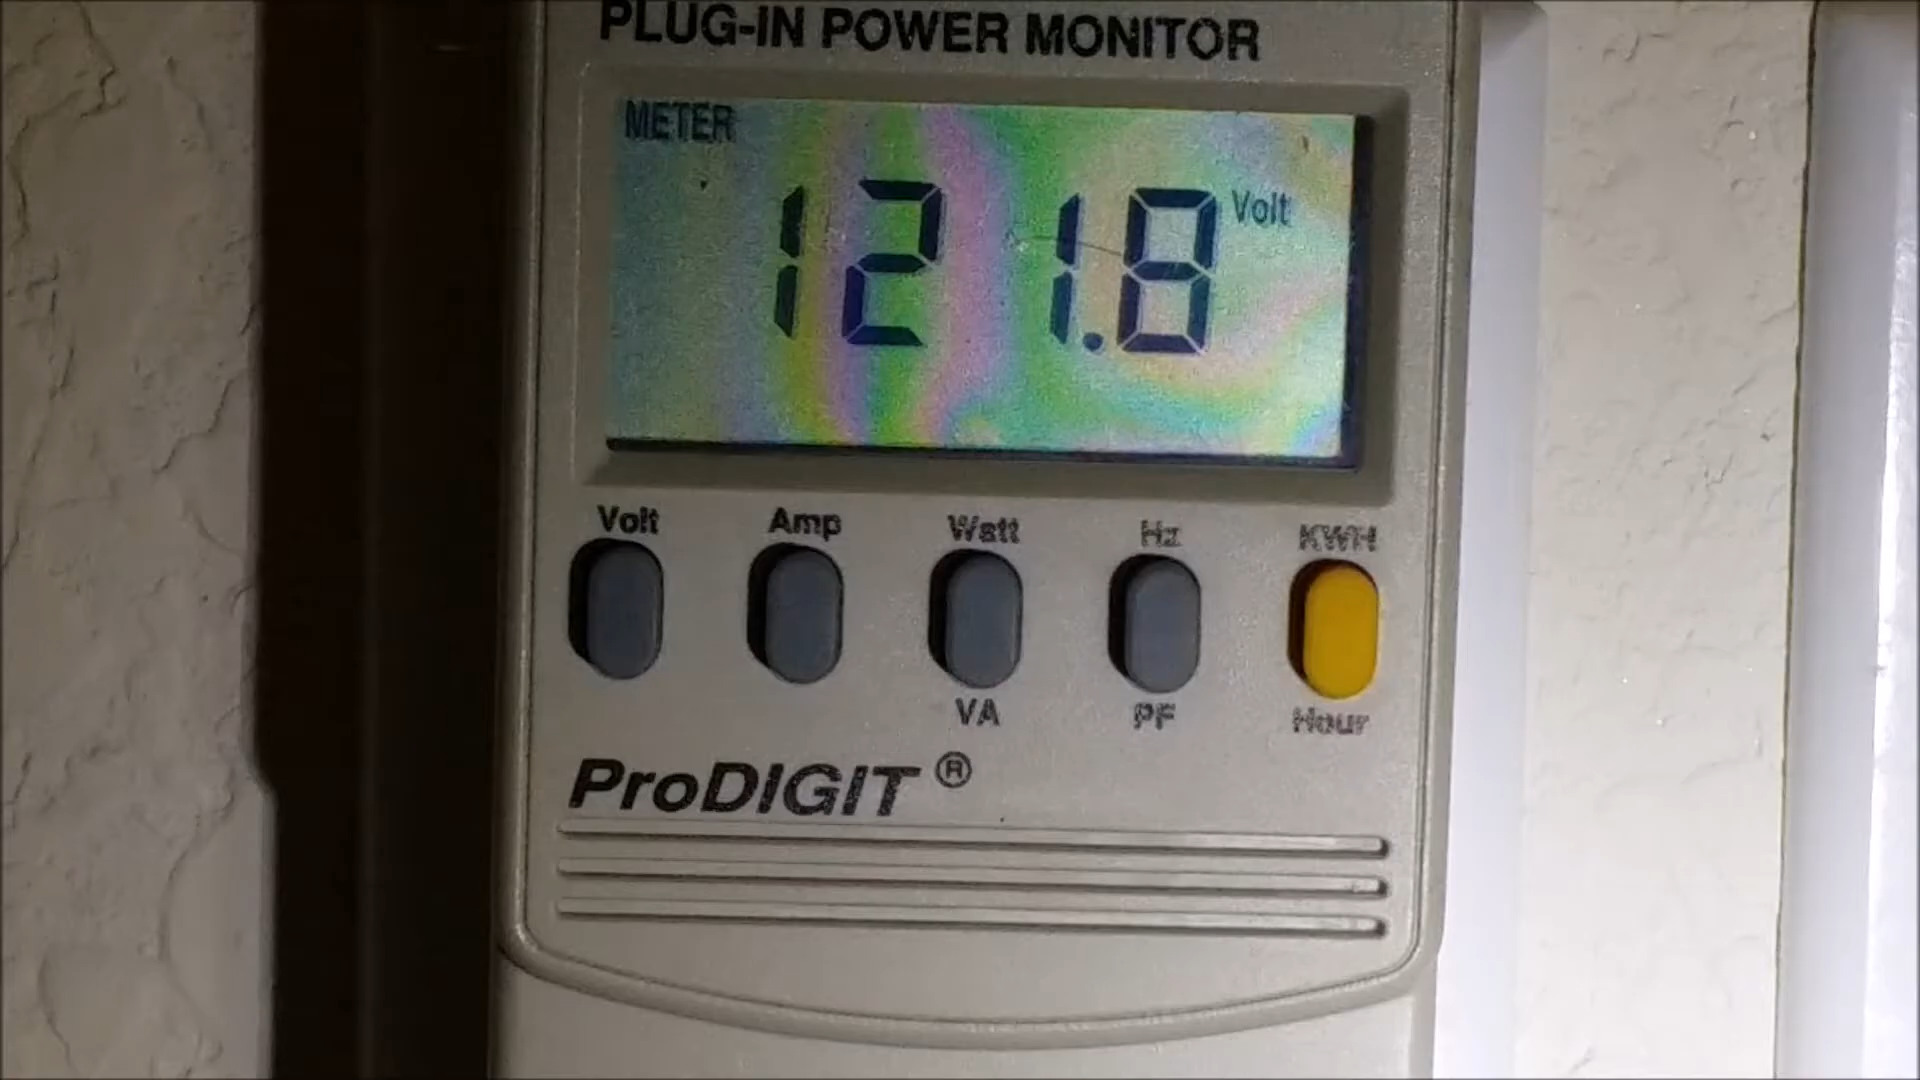 PLUG-IN POWER MONITOR
METER
121.8 Volt
Volt Amp Watt Hz KWH
VA PF Hour
ProDIGIT ®